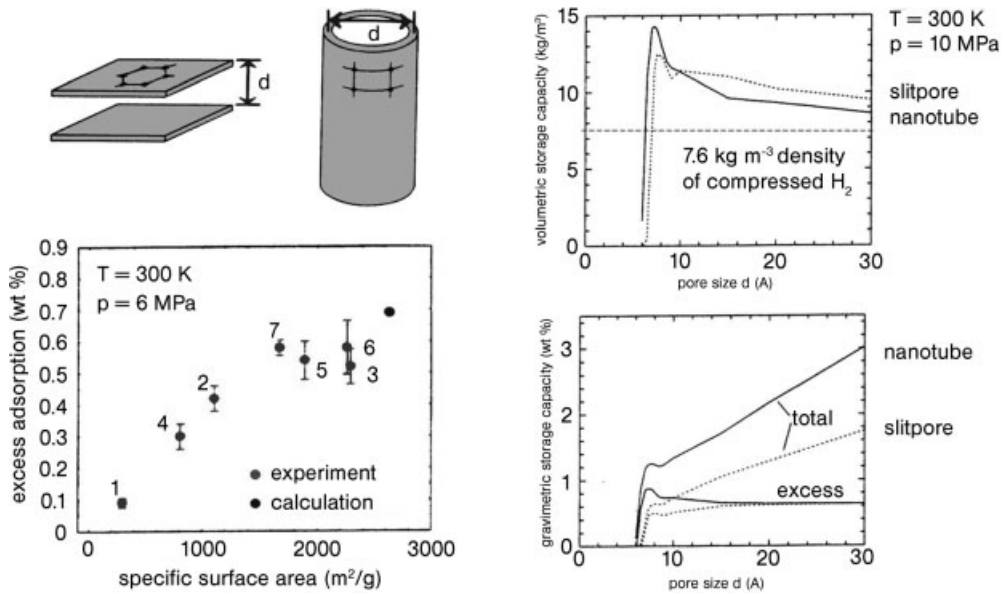 d
d
15
10
5
0
0
10
20
30
volumetric storage capacity (kg/m³)
pore size d (A)
7.6 kg m⁻³ density
of compressed H₂
T = 300 K
p = 10 MPa
slitpore
nanotube
0.9
0.8
0.7
0.6
0.5
0.4
0.3
0.2
0.1
0
0
1000
2000
3000
excess adsorption (wt %)
specific surface area (m²/g)
T = 300 K
p = 6 MPa
1
4
2
7
5
6
3
experiment
calculation
3
2
1
0
0
10
20
30
gravimetric storage capacity (wt %)
pore size d (A)
total
excess
nanotube
slitpore